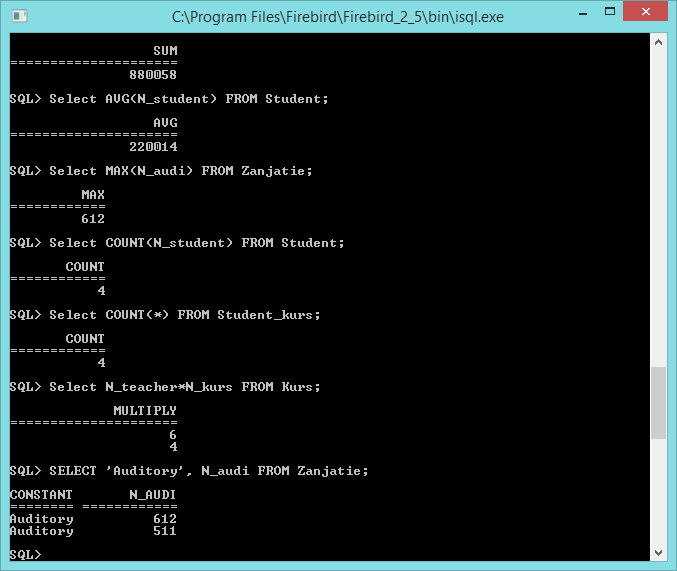 C:\Program Files\Firebird\Firebird_2_5\bin\isql.exe
SUM
=====================
880058
SQL> Select AVG(N_student) FROM Student;
AVG
=====================
220014
SQL> Select MAX(N_audi) FROM Zanjatie;
MAX
============
612
SQL> Select COUNT(N_student) FROM Student;
COUNT
============
4
SQL> Select COUNT(*) FROM Student_kurs;
COUNT
============
4
SQL> Select N_teacher*N_kurs FROM Kurs;
MULTIPLY
=====================
6
4
SQL> SELECT 'Auditory', N_audi FROM Zanjatie;
CONSTANT N_AUDI
======== ============
Auditory 612
Auditory 511
SQL>